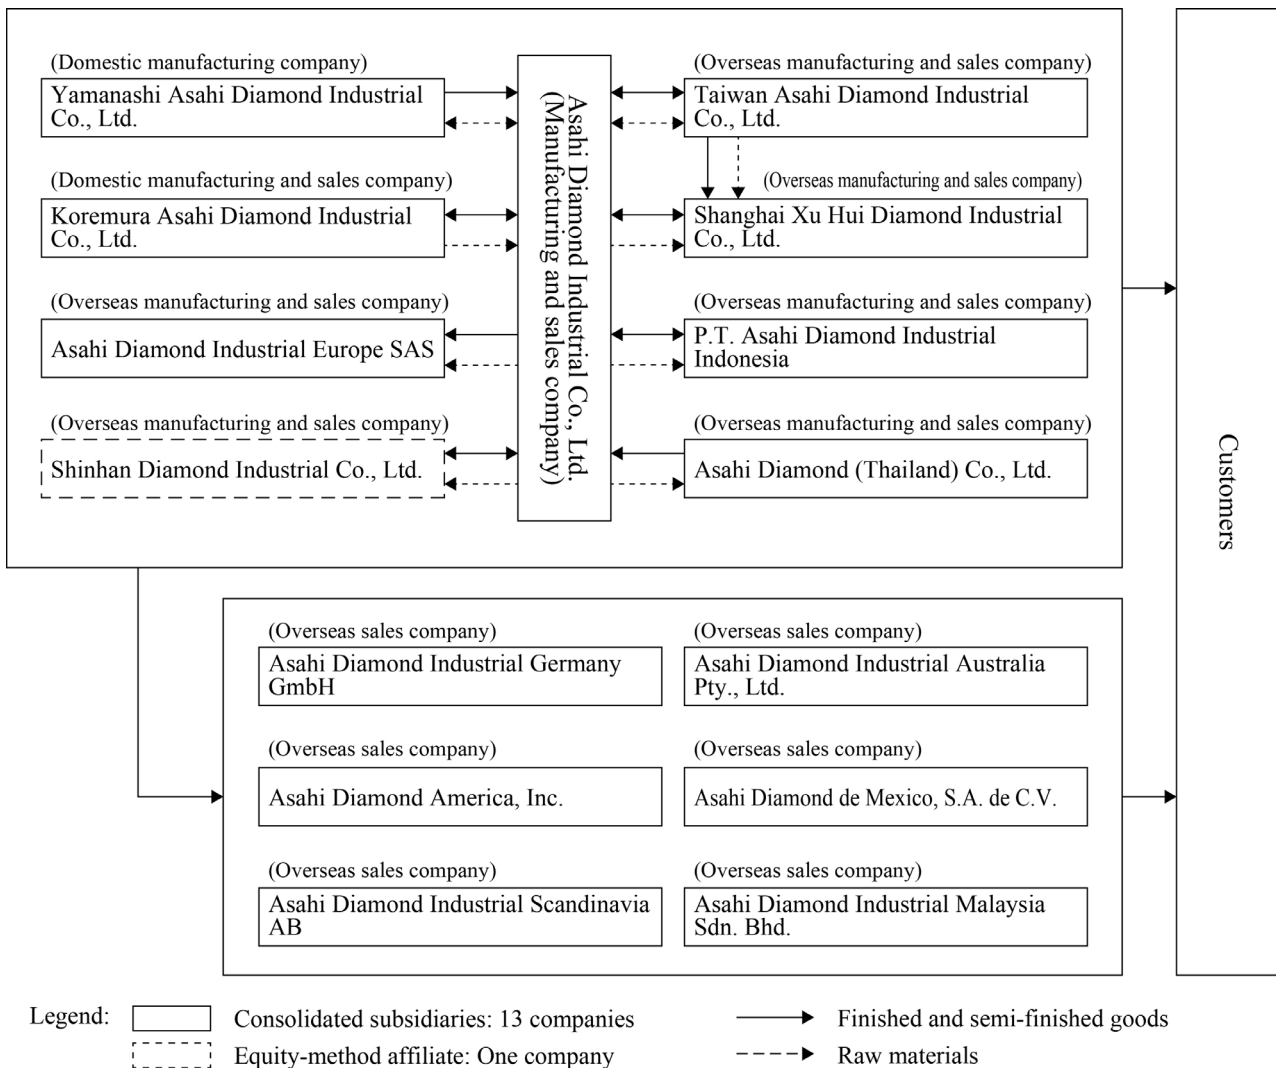 (Domestic manufacturing company)
Yamanashi Asahi Diamond Industrial
Co., Ltd.
(Domestic manufacturing and sales company)
Koremura Asahi Diamond Industrial
Co., Ltd.
(Overseas manufacturing and sales company)
Asahi Diamond Industrial Europe SAS
(Overseas manufacturing and sales company)
Shinhan Diamond Industrial Co., Ltd.
Asahi Diamond Industrial Co., Ltd.
(Manufacturing and sales company)
(Overseas manufacturing and sales company)
Taiwan Asahi Diamond Industrial
Co., Ltd.
(Overseas manufacturing and sales company)
Shanghai Xu Hui Diamond Industrial
Co., Ltd.
(Overseas manufacturing and sales company)
P.T. Asahi Diamond Industrial
Indonesia
(Overseas manufacturing and sales company)
Asahi Diamond (Thailand) Co., Ltd.
Customers
(Overseas sales company)
Asahi Diamond Industrial Germany
GmbH
(Overseas sales company)
Asahi Diamond Industrial Australia
Pty., Ltd.
(Overseas sales company)
Asahi Diamond America, Inc.
(Overseas sales company)
Asahi Diamond de Mexico, S.A. de C.V.
(Overseas sales company)
Asahi Diamond Industrial Scandinavia
AB
(Overseas sales company)
Asahi Diamond Industrial Malaysia
Sdn. Bhd.
Legend:
Consolidated subsidiaries: 13 companies
Finished and semi-finished goods
Equity-method affiliate: One company
Raw materials